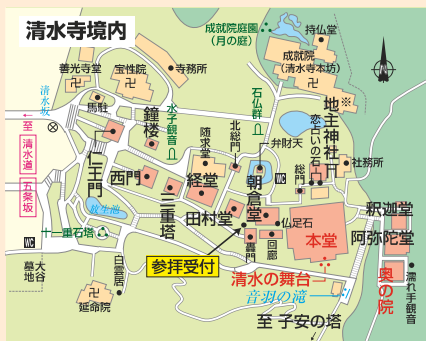 清水寺境内
成就院庭園
(月の庭)
持仏堂
成就院
(清水寺本坊)
善光寺堂
宝性院
寺務所
石仏群
地主神社
※
恋占いの石
社務所
清水坂
馬駐
鐘楼
水子観音
随求堂
北総門
弁財天
総門
←至
清水道
五条坂
仁王門
西門
三重塔
経堂
田村堂
朝倉堂
WC
仏足石
釈迦堂
阿弥陀堂
放生池
十一重石塔
轟門
回廊
本堂
奥の院
WC
大谷墓地
白雲居
参拝受付
清水の舞台
音羽の滝
濡れ手観音
延命院
至 子安の塔